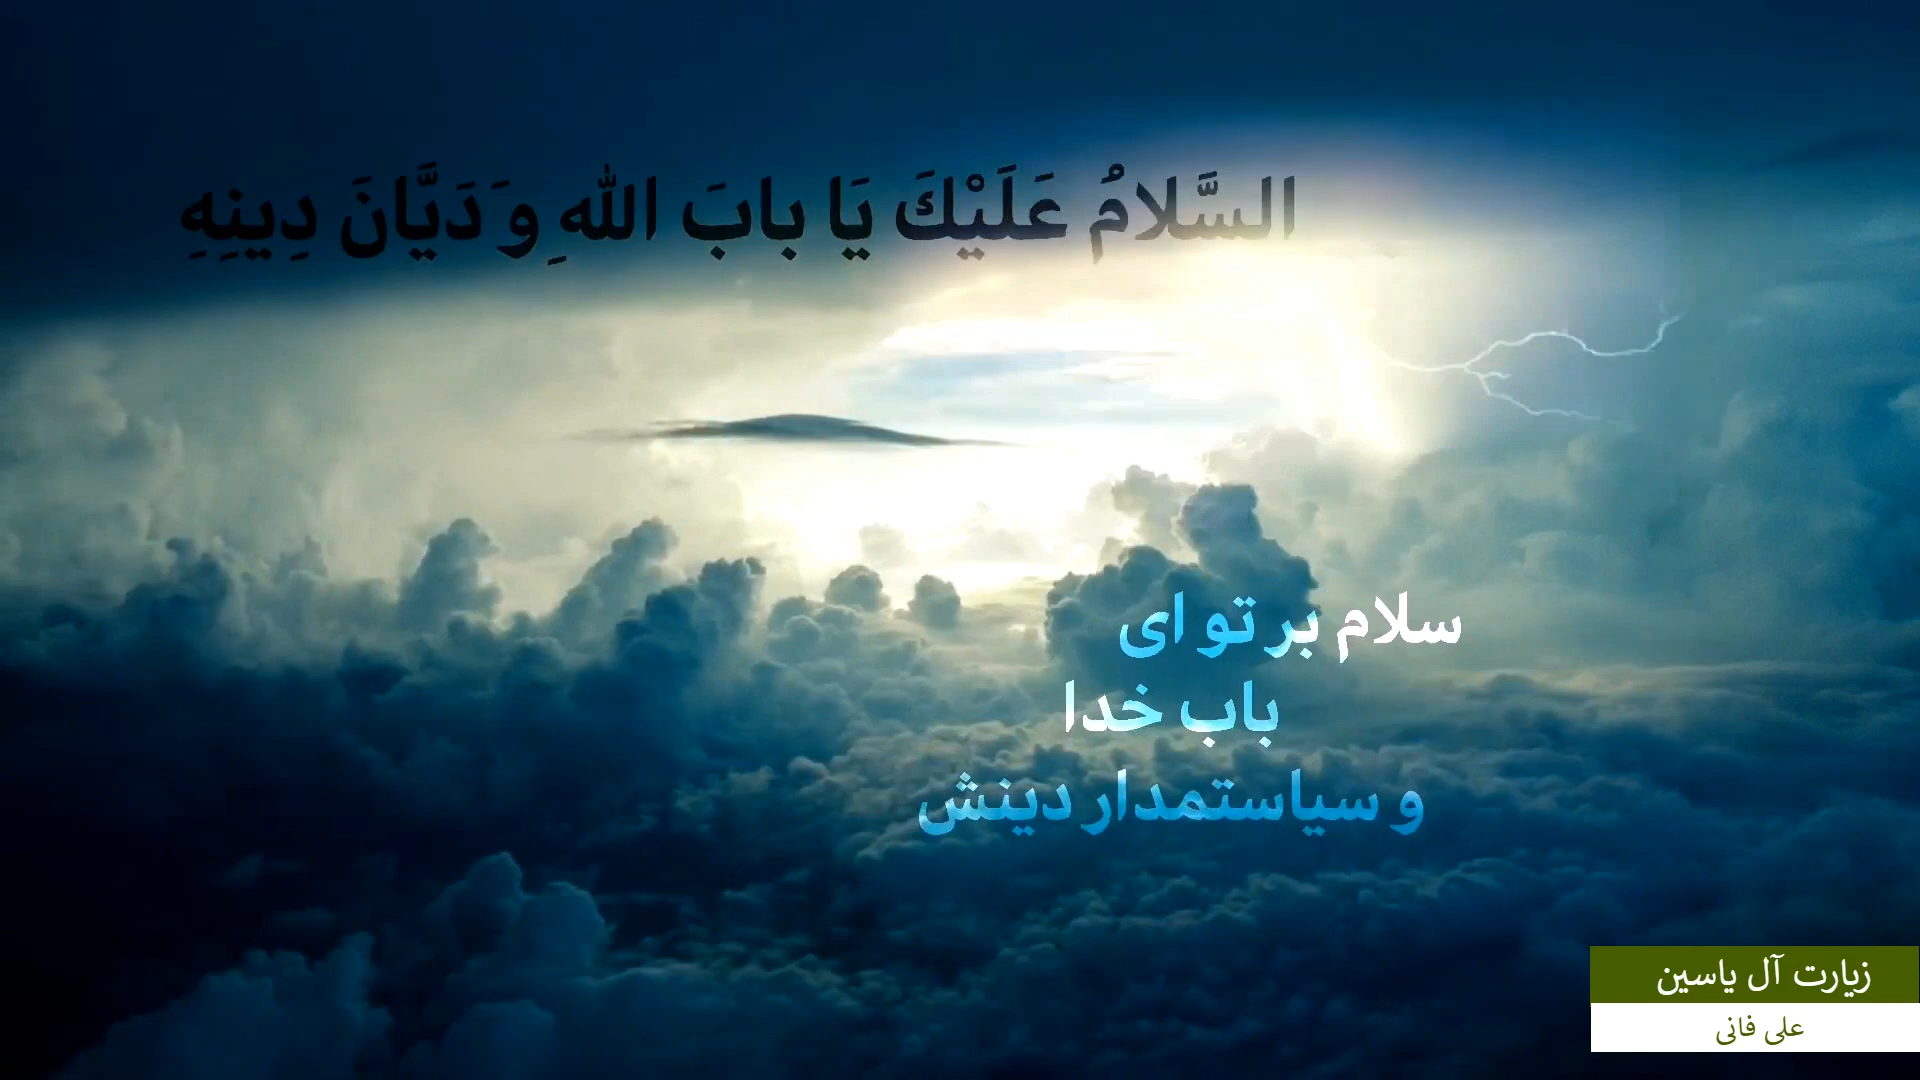 السَّلامُ عَلَيْكَ يَا بابَ اللهِ وَ دَيَّانَ دِينِهِ
سلام بر تو ای
باب خدا
و سیاستمدار دینش
زیارت آل یاسین
علی فانی